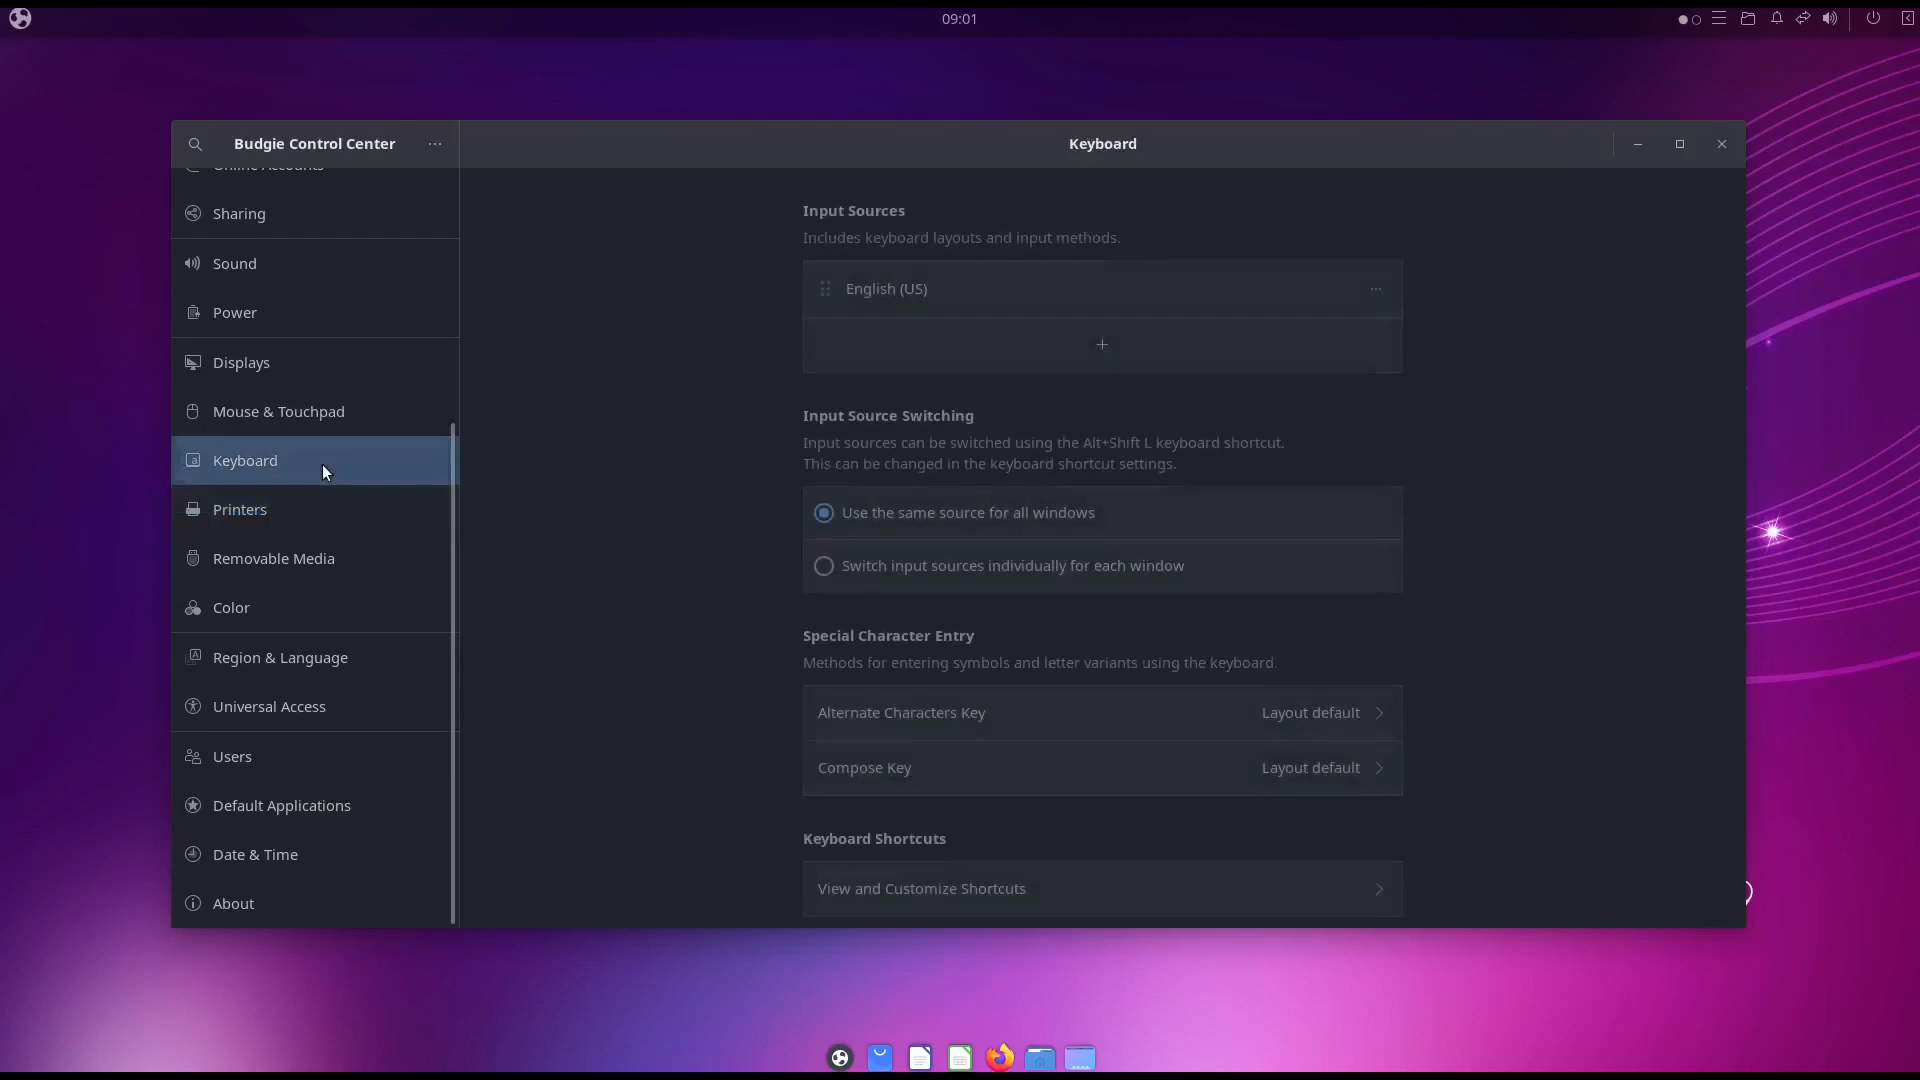 09:01
Budgie Control Center
Keyboard
Online Accounts
Sharing
Sound
Power
Displays
Mouse & Touchpad
Keyboard
Printers
Removable Media
Color
Region & Language
Universal Access
Users
Default Applications
Date & Time
About
Input Sources
Includes keyboard layouts and input methods.
English (US)
Input Source Switching
Input sources can be switched using the Alt+Shift L keyboard shortcut.
This can be changed in the keyboard shortcut settings.
Use the same source for all windows
Switch input sources individually for each window
Special Character Entry
Methods for entering symbols and letter variants using the keyboard.
Alternate Characters Key Layout default
Compose Key Layout default
Keyboard Shortcuts
View and Customize Shortcuts